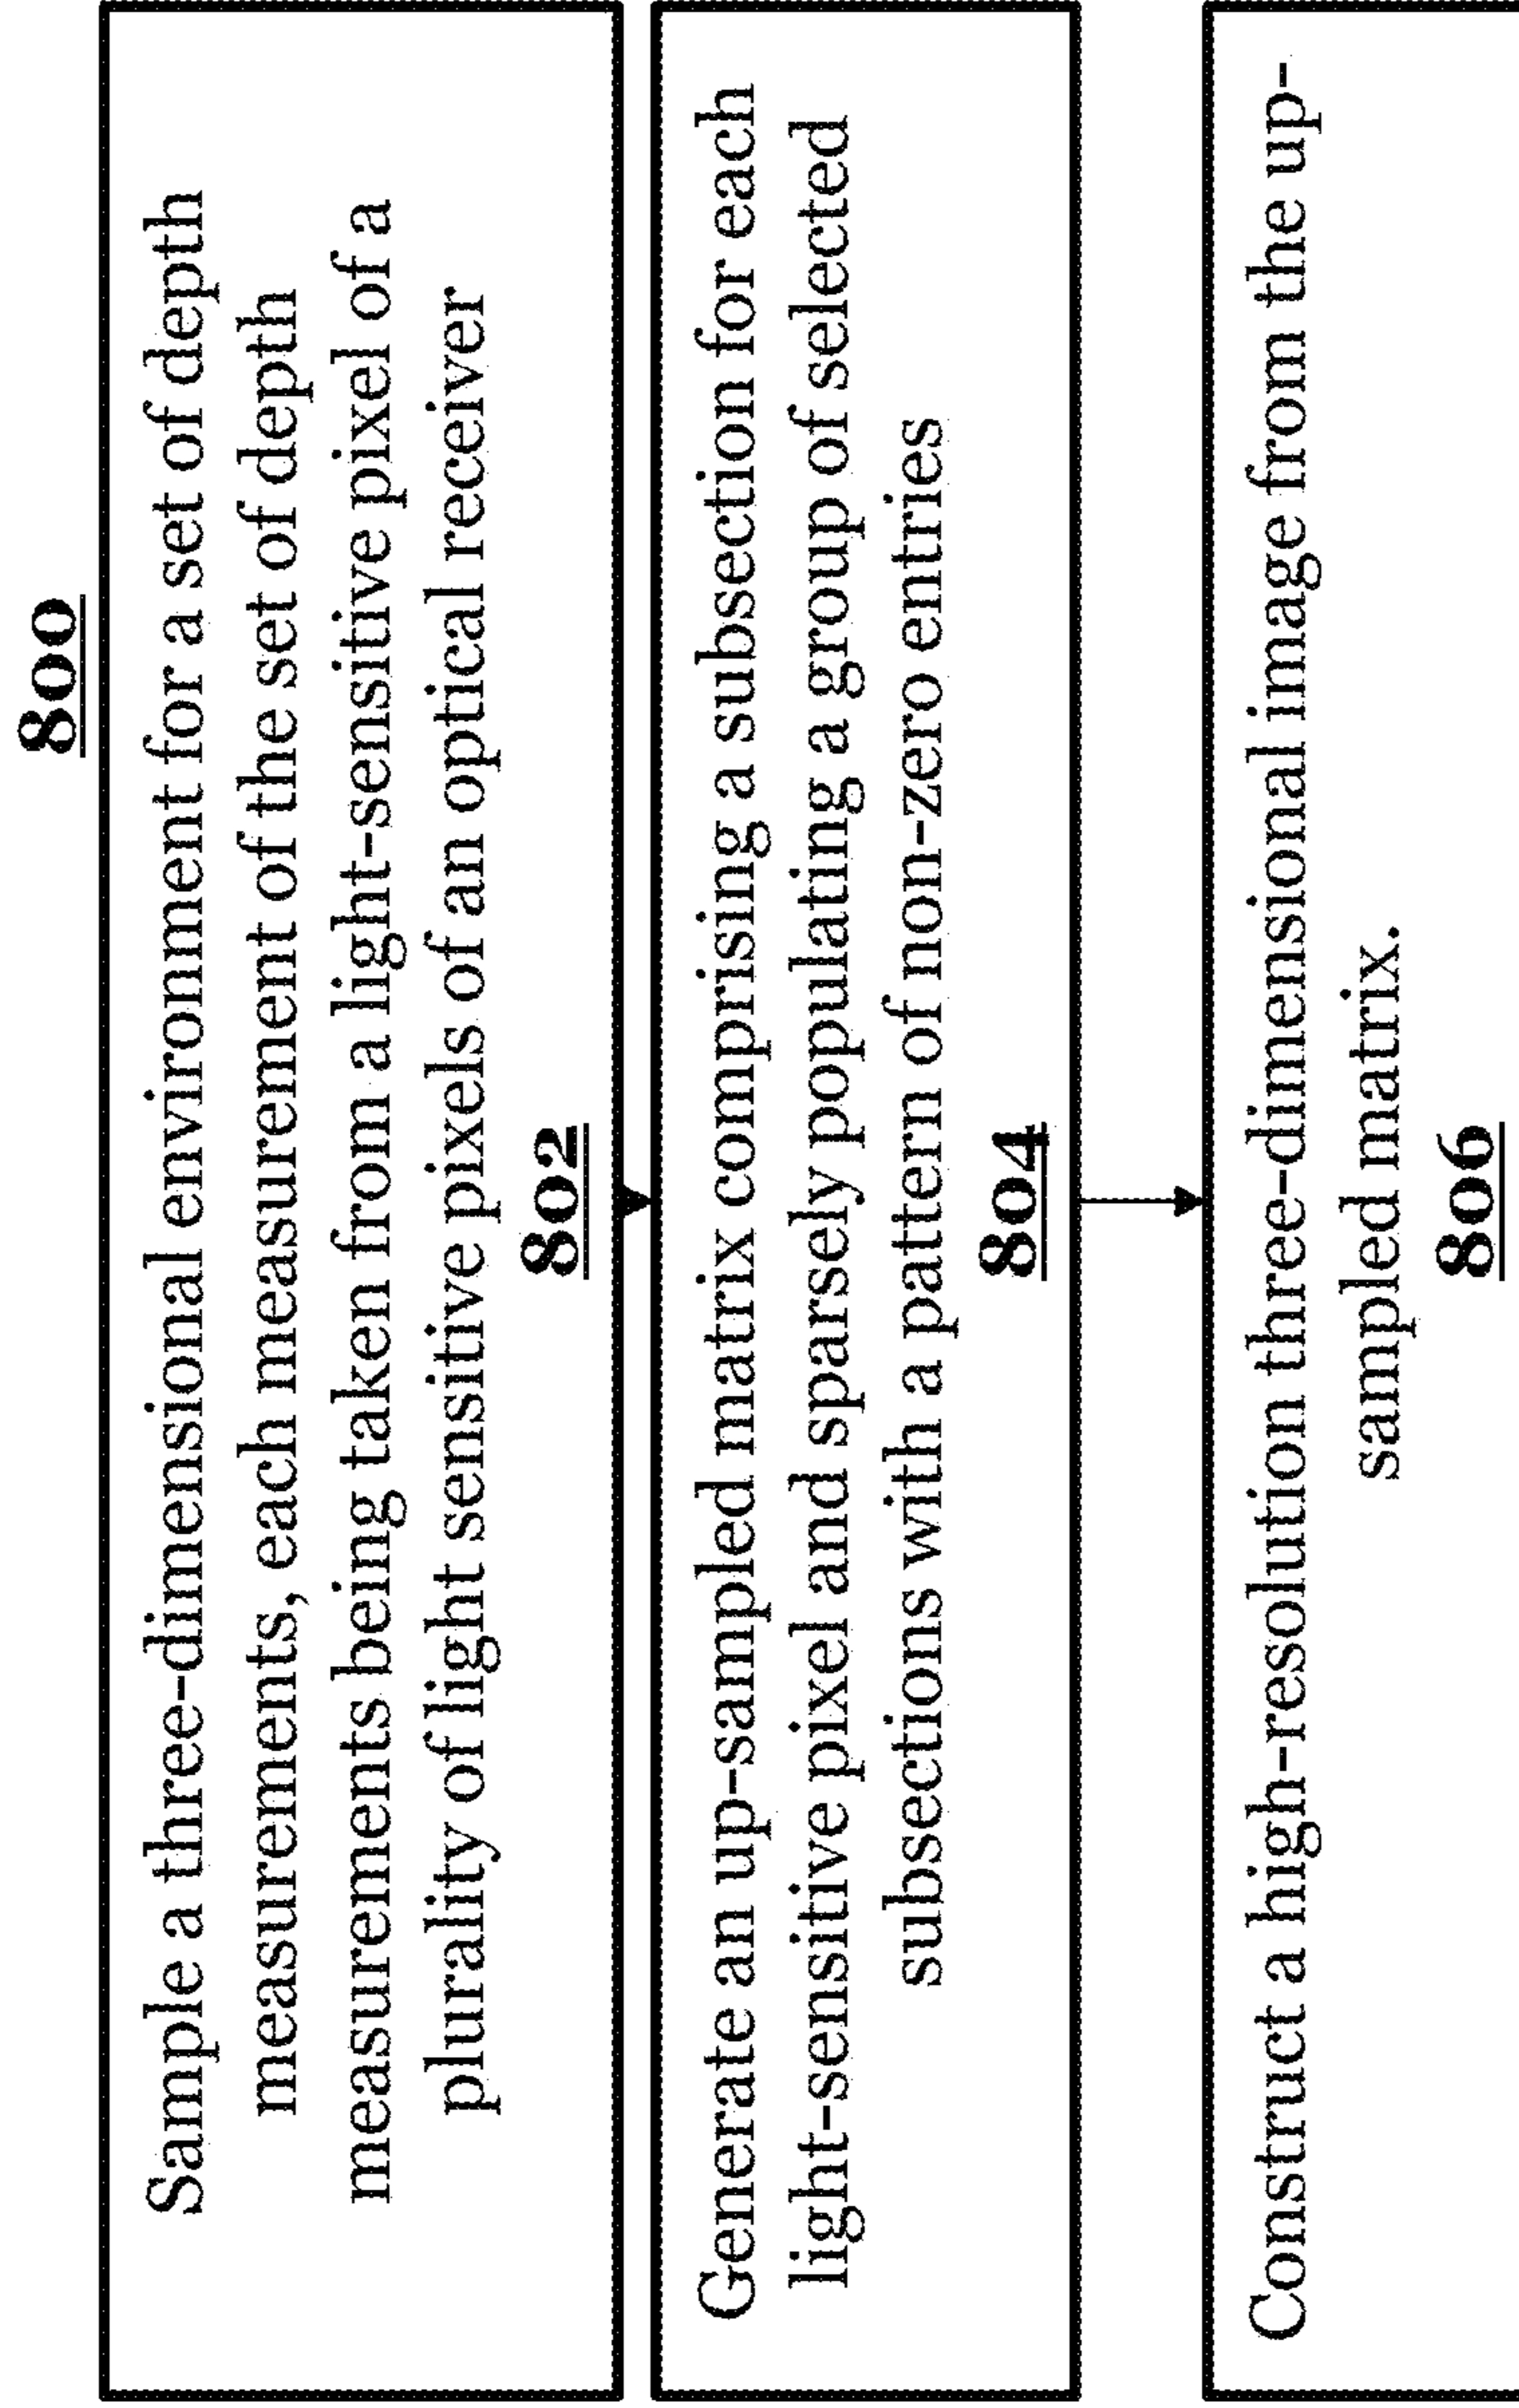 800
Sample a three-dimensional environment for a set of depth
measurements, each measurement of the set of depth
measurements being taken from a light-sensitive pixel of a
plurality of light sensitive pixels of an optical receiver
802
Generate an up-sampled matrix comprising a subsection for each
light-sensitive pixel and sparsely populating a group of selected
subsections with a pattern of non-zero entries
804
Construct a high-resolution three-dimensional image from the up-
sampled matrix.
806